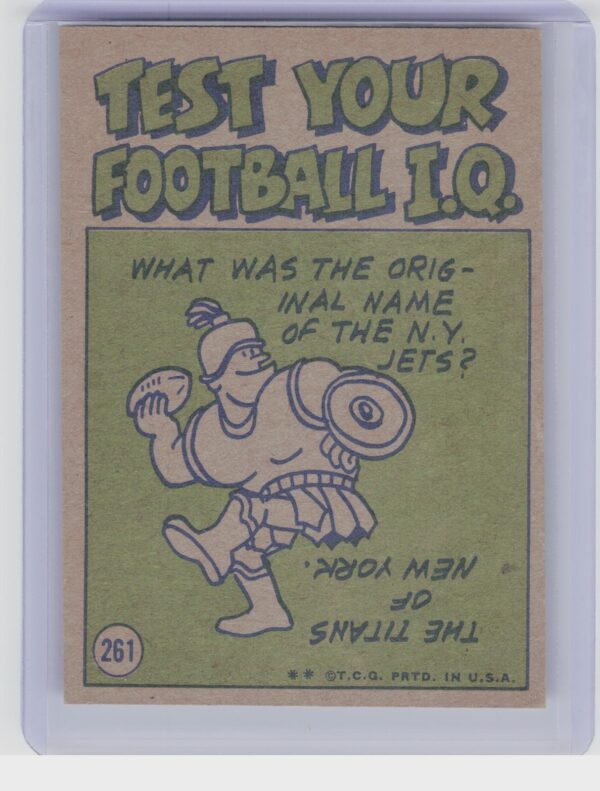 TEST YOUR
FOOTBALL I.Q.
WHAT WAS THE ORIG-
INAL NAME
OF THE N.Y.
JETS?
THE TITANS
OF
NEW YORK.
261
** ©T.C.G. PRTD. IN U.S.A.